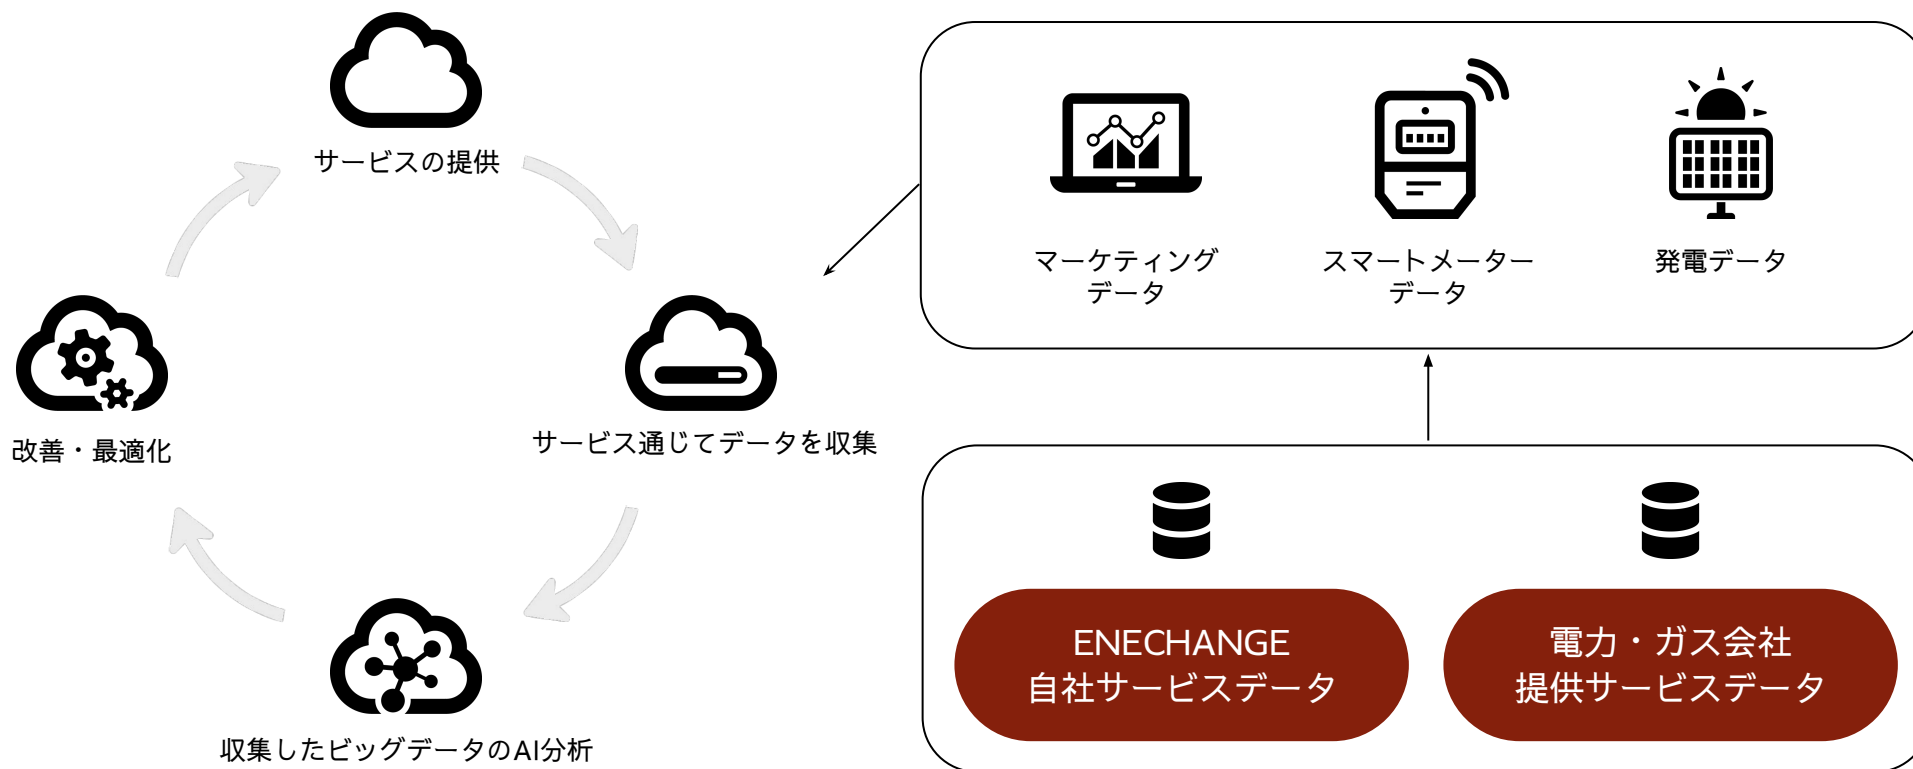 サービスの提供
サービス通じてデータを収集
収集したビッグデータのAI分析
改善・最適化
マーケティング
データ
スマートメーター
データ
発電データ
ENECHANGE
自社サービスデータ
電力・ガス会社
提供サービスデータ